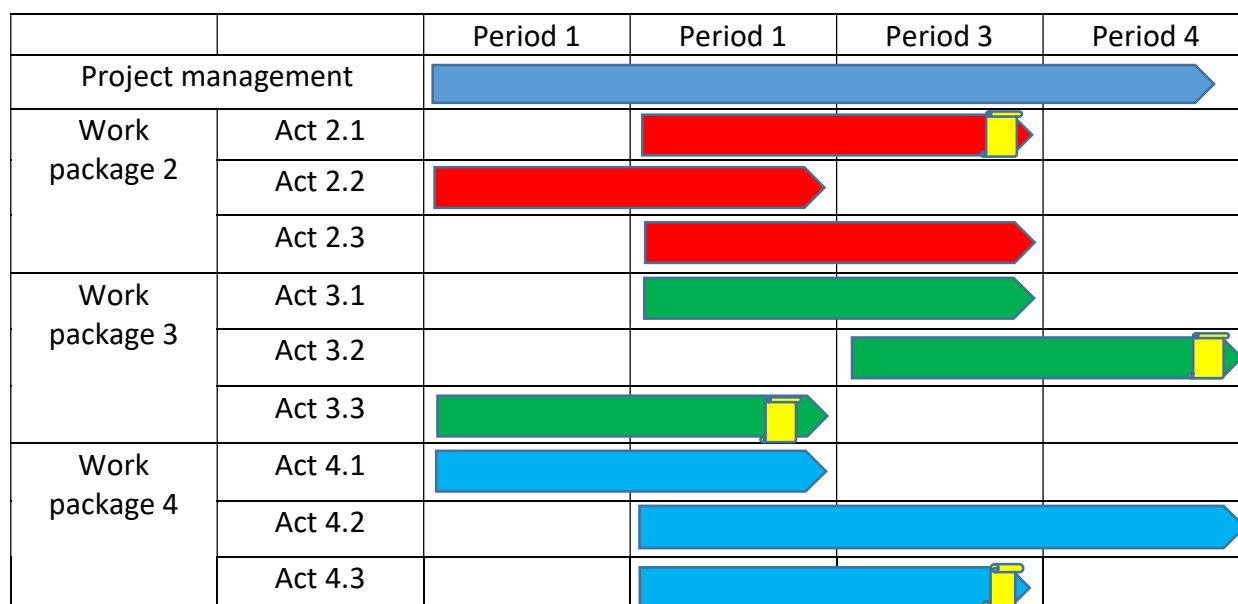 Period 1 Period 1 Period 3 Period 4
Project management
Work package 2 Act 2.1
Act 2.2
Act 2.3
Work package 3 Act 3.1
Act 3.2
Act 3.3
Work package 4 Act 4.1
Act 4.2
Act 4.3